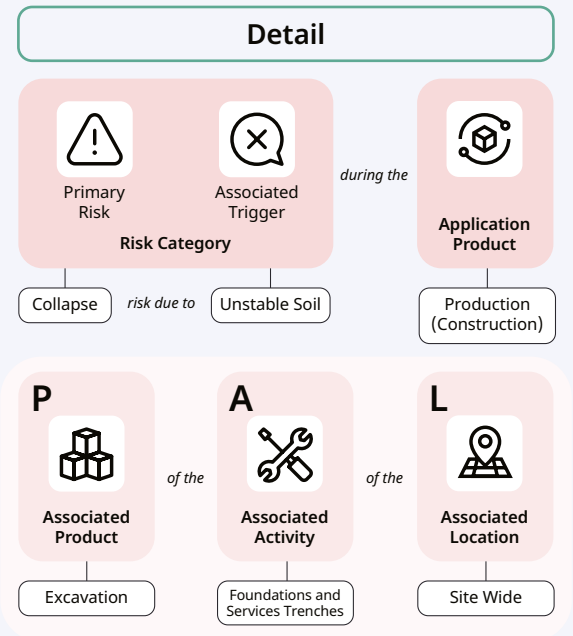 Detail
Primary
Risk
Associated
Trigger
Risk Category
during the
Application
Product
Collapse
risk due to
Unstable Soil
Production
(Construction)
P
A
L
Associated
Product
of the
Associated
Activity
of the
Associated
Location
Excavation
Foundations and
Services Trenches
Site Wide